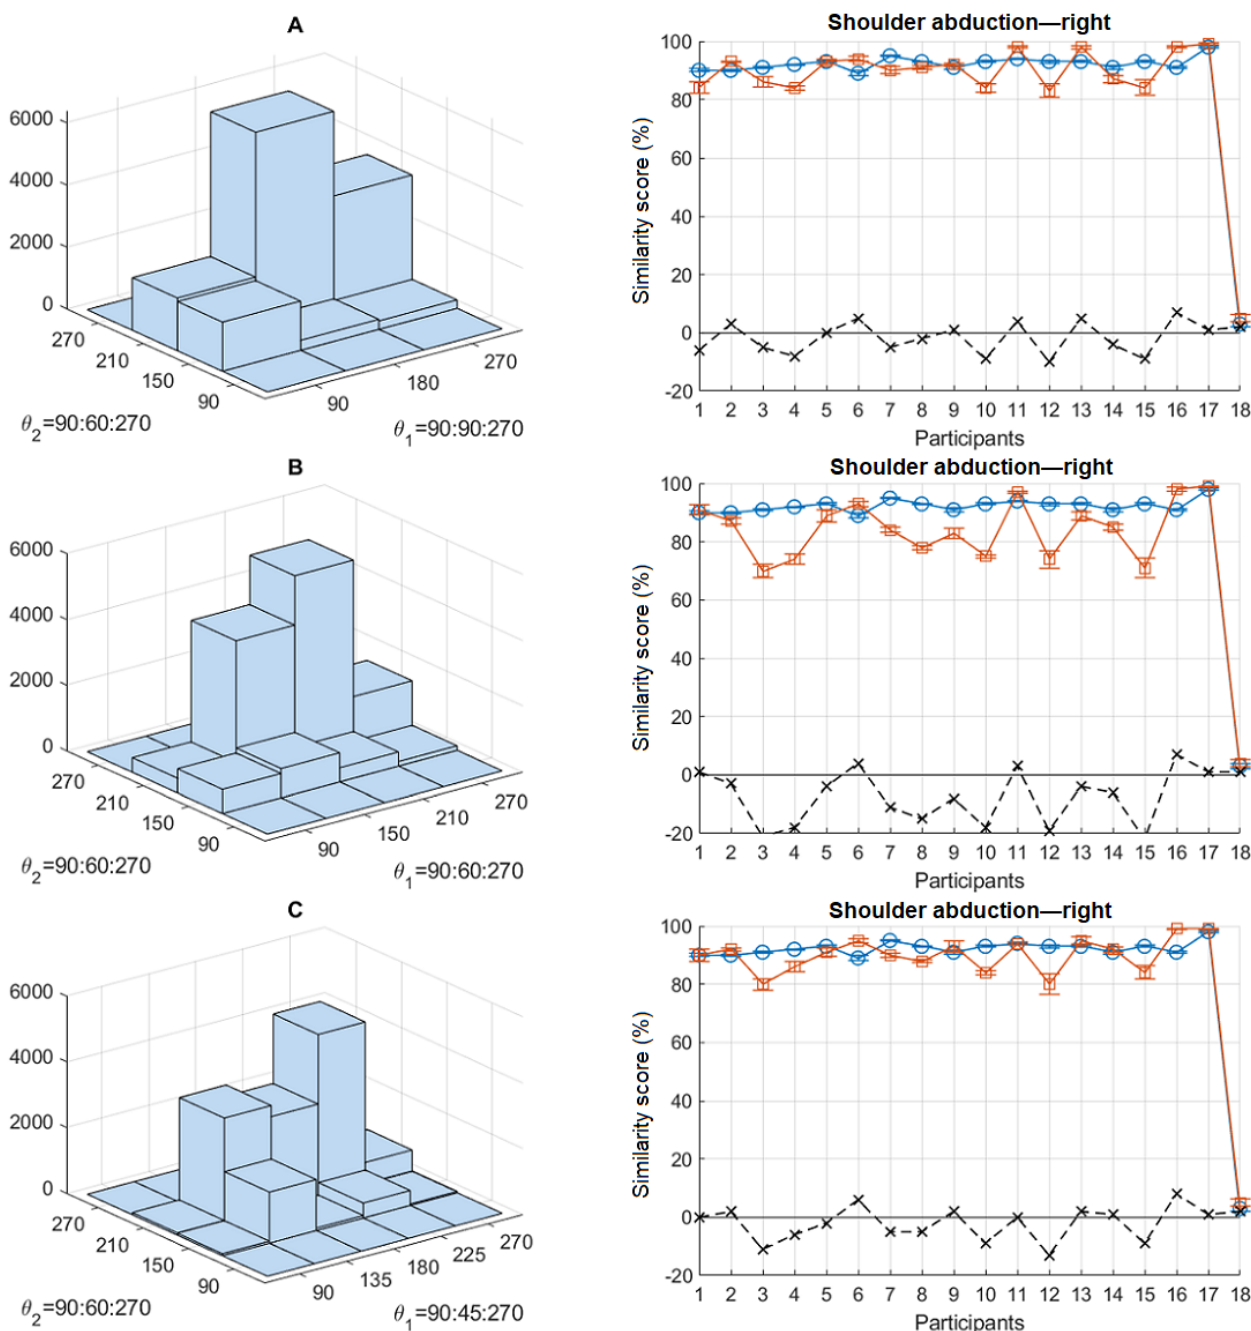 A
6000
4000
2000
0
270
210
150
90
90
180
270
θ2=90:60:270
θ1=90:90:270
Shoulder abduction—right
Similarity score (%)
100
80
60
40
20
0
-20
1 2 3 4 5 6 7 8 9 10 11 12 13 14 15 16 17 18
Participants
B
6000
4000
2000
0
270
210
150
90
90
150
210
270
θ2=90:60:270
θ1=90:60:270
Shoulder abduction—right
Similarity score (%)
100
80
60
40
20
0
-20
1 2 3 4 5 6 7 8 9 10 11 12 13 14 15 16 17 18
Participants
C
6000
4000
2000
0
270
210
150
90
90
135
180
225
270
θ2=90:60:270
θ1=90:45:270
Shoulder abduction—right
Similarity score (%)
100
80
60
40
20
0
-20
1 2 3 4 5 6 7 8 9 10 11 12 13 14 15 16 17 18
Participants